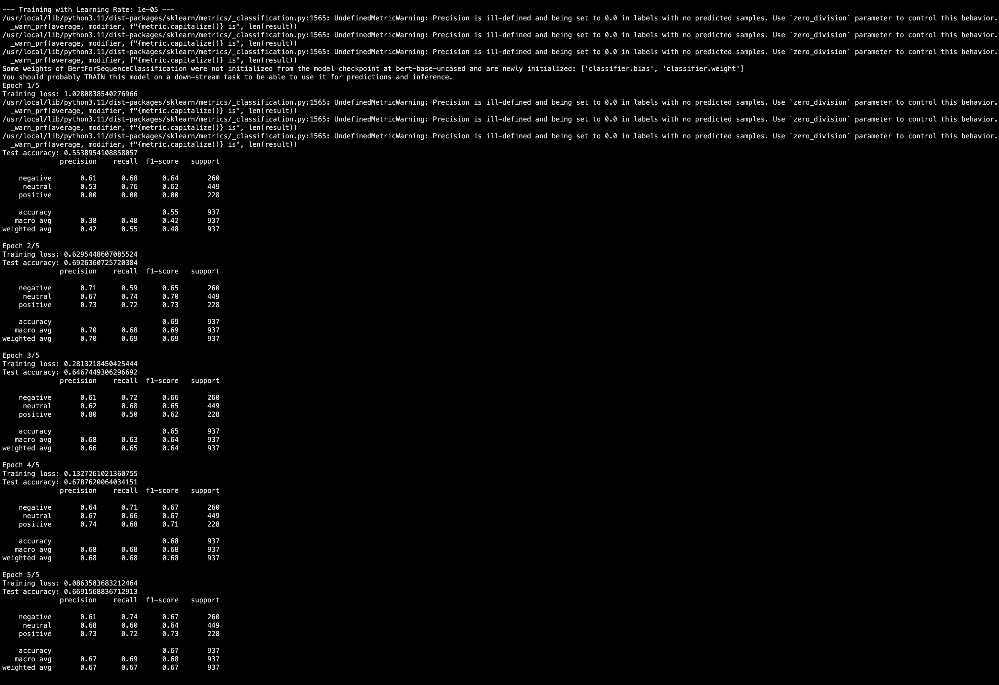 --- Training with Learning Rate: 1e-05 ---
/usr/local/lib/python3.11/dist-packages/sklearn/metrics/_classification.py:1565: UndefinedMetricWarning: Precision is ill-defined and being set to 0.0 in labels with no predicted samples. Use `zero_division` parameter to control this behavior.
  _warn_prf(average, modifier, f"{metric.capitalize()} is", len(result))
/usr/local/lib/python3.11/dist-packages/sklearn/metrics/_classification.py:1565: UndefinedMetricWarning: Precision is ill-defined and being set to 0.0 in labels with no predicted samples. Use `zero_division` parameter to control this behavior.
  _warn_prf(average, modifier, f"{metric.capitalize()} is", len(result))
/usr/local/lib/python3.11/dist-packages/sklearn/metrics/_classification.py:1565: UndefinedMetricWarning: Precision is ill-defined and being set to 0.0 in labels with no predicted samples. Use `zero_division` parameter to control this behavior.
  _warn_prf(average, modifier, f"{metric.capitalize()} is", len(result))
Some weights of BertForSequenceClassification were not initialized from the model checkpoint at bert-base-uncased and are newly initialized: ['classifier.bias', 'classifier.weight']
You should probably TRAIN this model on a down-stream task to be able to use it for predictions and inference.
Epoch 1/5
Training loss: 1.0280838540276966
/usr/local/lib/python3.11/dist-packages/sklearn/metrics/_classification.py:1565: UndefinedMetricWarning: Precision is ill-defined and being set to 0.0 in labels with no predicted samples. Use `zero_division` parameter to control this behavior.
  _warn_prf(average, modifier, f"{metric.capitalize()} is", len(result))
/usr/local/lib/python3.11/dist-packages/sklearn/metrics/_classification.py:1565: UndefinedMetricWarning: Precision is ill-defined and being set to 0.0 in labels with no predicted samples. Use `zero_division` parameter to control this behavior.
  _warn_prf(average, modifier, f"{metric.capitalize()} is", len(result))
/usr/local/lib/python3.11/dist-packages/sklearn/metrics/_classification.py:1565: UndefinedMetricWarning: Precision is ill-defined and being set to 0.0 in labels with no predicted samples. Use `zero_division` parameter to control this behavior.
  _warn_prf(average, modifier, f"{metric.capitalize()} is", len(result))
Test accuracy: 0.5538954108858057
              precision    recall  f1-score   support

    negative       0.61      0.68      0.64       260
     neutral       0.53      0.76      0.62       449
    positive       0.00      0.00      0.00       228

    accuracy                           0.55       937
   macro avg       0.38      0.48      0.42       937
weighted avg       0.42      0.55      0.48       937

Epoch 2/5
Training loss: 0.6295448607085524
Test accuracy: 0.6926360725720384
              precision    recall  f1-score   support

    negative       0.71      0.59      0.65       260
     neutral       0.67      0.74      0.70       449
    positive       0.73      0.72      0.73       228

    accuracy                           0.69       937
   macro avg       0.70      0.68      0.69       937
weighted avg       0.70      0.69      0.69       937

Epoch 3/5
Training loss: 0.2813218450425444
Test accuracy: 0.6467449306296692
              precision    recall  f1-score   support

    negative       0.61      0.72      0.66       260
     neutral       0.62      0.68      0.65       449
    positive       0.80      0.50      0.62       228

    accuracy                           0.65       937
   macro avg       0.68      0.63      0.64       937
weighted avg       0.66      0.65      0.64       937

Epoch 4/5
Training loss: 0.1327261021360755
Test accuracy: 0.6787620064034151
              precision    recall  f1-score   support

    negative       0.64      0.71      0.67       260
     neutral       0.67      0.66      0.67       449
    positive       0.74      0.68      0.71       228

    accuracy                           0.68       937
   macro avg       0.68      0.68      0.68       937
weighted avg       0.68      0.68      0.68       937

Epoch 5/5
Training loss: 0.0863583683212464
Test accuracy: 0.6691568836712913
              precision    recall  f1-score   support

    negative       0.61      0.74      0.67       260
     neutral       0.68      0.60      0.64       449
    positive       0.73      0.72      0.73       228

    accuracy                           0.67       937
   macro avg       0.67      0.69      0.68       937
weighted avg       0.67      0.67      0.67       937